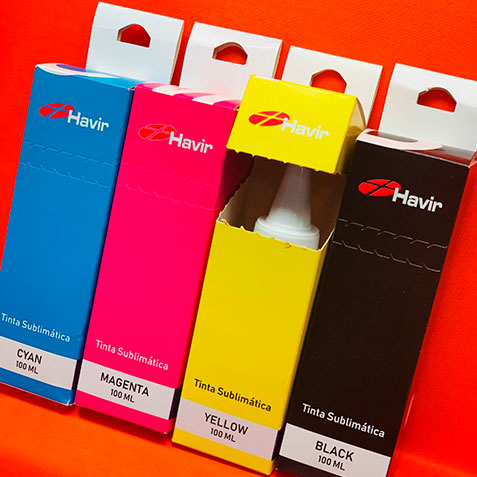 Havir
Tinta Sublimática
CYAN
100 ML
Havir
Tinta Sublimática
MAGENTA
100 ML
Havir
Tinta Sublimática
YELLOW
100 ML
Havir
Tinta Sublimática
BLACK
100 ML